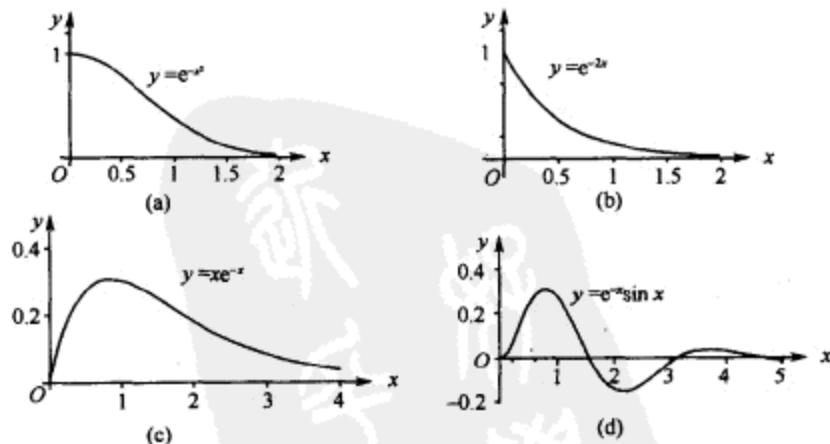 y
1
y=e^{-x²}
O 0.5 1 1.5 2 x
(a)
y
1
y=e^{-2x}
O 0.5 1 1.5 2 x
(b)
y
0.4
0.2
y=xe^{-x}
O 1 2 3 4 x
(c)
y
0.4
0.2
y=e^{-x}sin x
O 1 2 3 4 5 x
-0.2
(d)